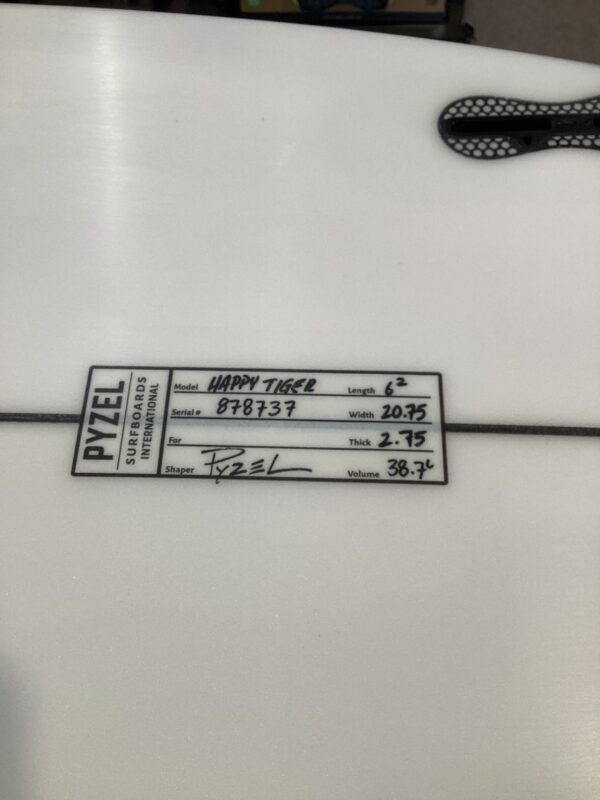 PYZEL
SURFBOARDS
INTERNATIONAL
Model HAPPY TIGER Length 6²
Serial # 878737 Width 20.75
For Thick 2.75
Shaper PYZEL Volume 38.7L